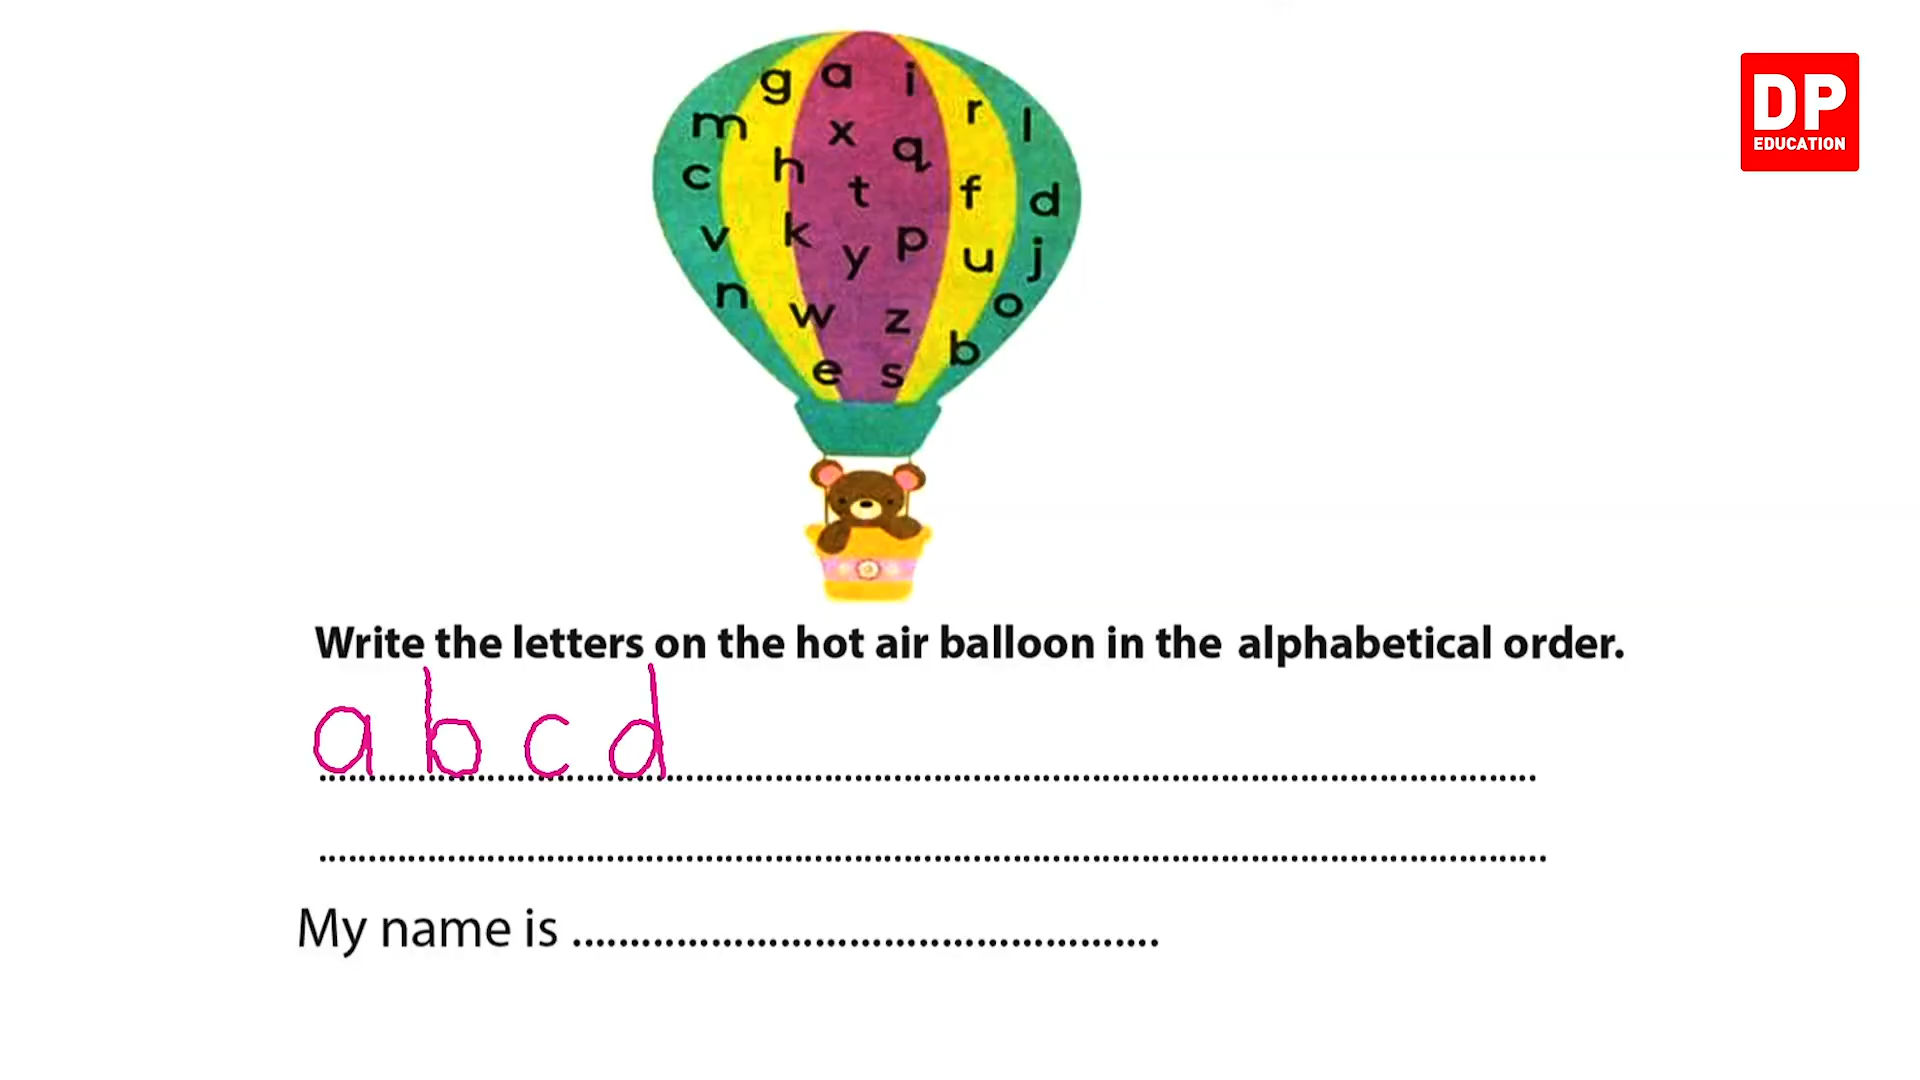 g a i
m x q r l
c h t f d
v k y p u j
n w z o
e s b
DP
EDUCATION
Write the letters on the hot air balloon in the alphabetical order.
a b c d
My name is